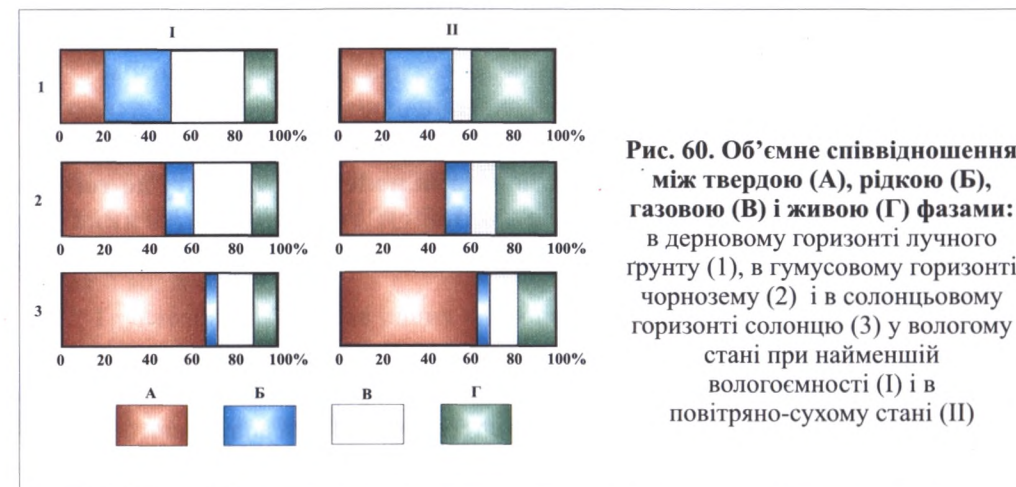 I II
1
0 20 40 60 80 100% 0 20 40 60 80 100%
2
0 20 40 60 80 100% 0 20 40 60 80 100%
3
0 20 40 60 80 100% 0 20 40 60 80 100%
А Б В Г
Рис. 60. Об’ємне співвідношення
між твердою (А), рідкою (Б),
газовою (В) і живою (Г) фазами:
в дерновому горизонті лучного
ґрунту (1), в гумусовому горизонті
чорнозему (2) і в солонцьовому
горизонті солонцю (3) у вологому
стані при найменшій
вологоємності (I) і в
повітряно-сухому стані (II)